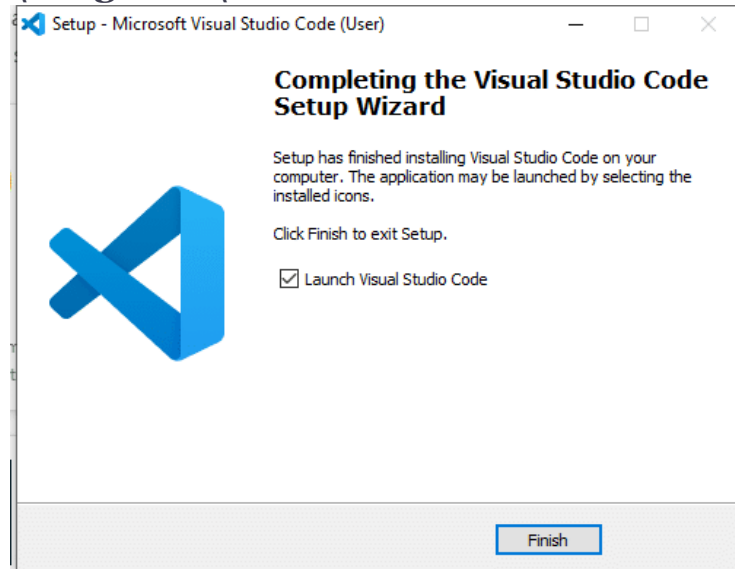 Setup - Microsoft Visual Studio Code (User)
Completing the Visual Studio Code
Setup Wizard
Setup has finished installing Visual Studio Code on your
computer. The application may be launched by selecting the
installed icons.
Click Finish to exit Setup.
Launch Visual Studio Code
Finish